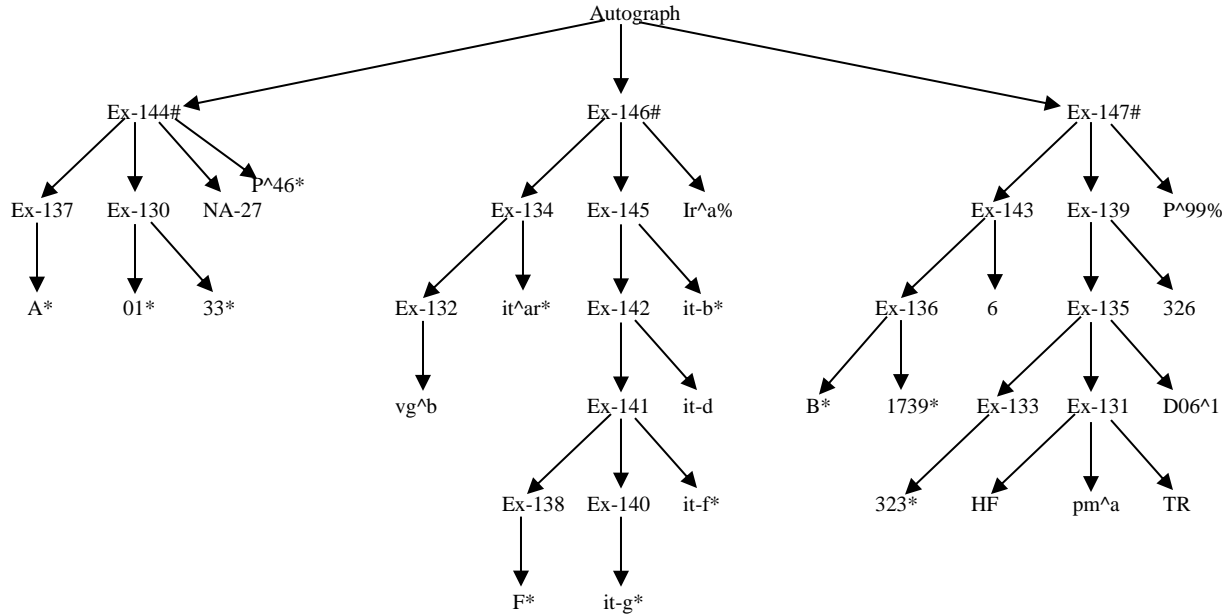 Autograph
Ex-144# Ex-146# Ex-147#
P^46*
Ex-137 Ex-130 NA-27 Ex-134 Ex-145 Ir^a% Ex-143 Ex-139 P^99%
A* 01* 33* Ex-132 it^ar* Ex-142 it-b* Ex-136 6 Ex-135 326
vg^b Ex-141 it-d B* 1739* Ex-133 Ex-131 D06^1
Ex-138 Ex-140 it-f* 323* HF pm^a TR
F* it-g*